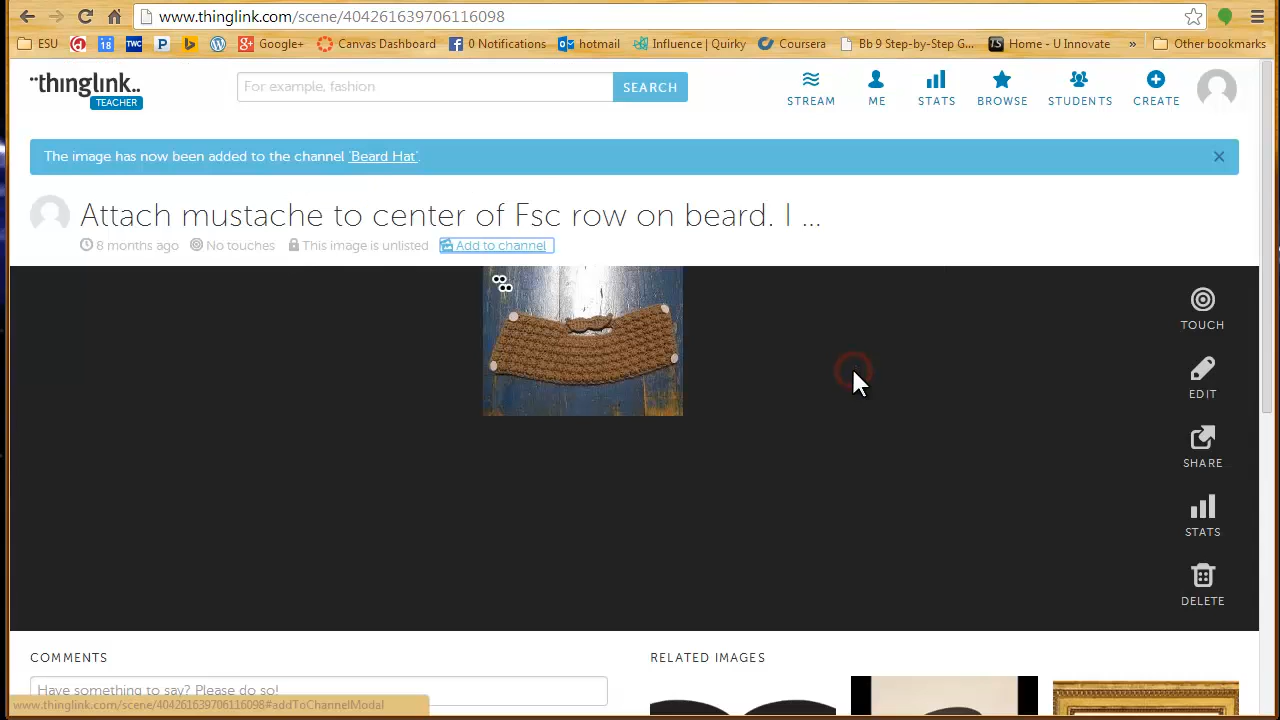 www.thinglink.com/scene/404261639706116098
ESU
18
TWC
Google+
Canvas Dashboard
0 Notifications
hotmail
Influence | Quirky
Coursera
Bb 9 Step-by-Step G...
TS
Home - U Innovate
»
Other bookmarks
thinglink..
TEACHER
For example, fashion
SEARCH
STREAM
ME
STATS
BROWSE
STUDENTS
CREATE
The image has now been added to the channel 'Beard Hat'.
Attach mustache to center of Fsc row on beard. I ...
8 months ago
No touches
This image is unlisted
Add to channel
TOUCH
EDIT
SHARE
STATS
DELETE
COMMENTS
RELATED IMAGES
Have something to say? Please do so!
www.thinglink.com/scene/404261639706116098#addToChannelModal